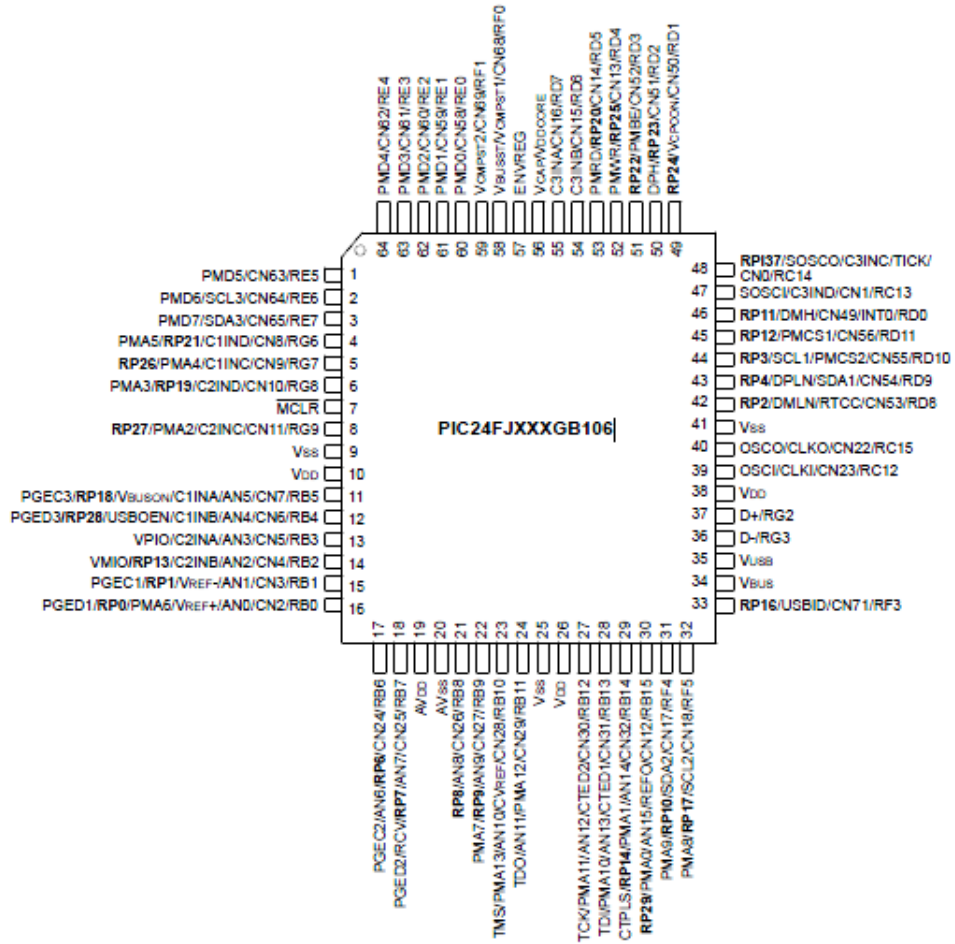 PMD4/CN62/RE4
PMD3/CN61/RE3
PMD2/CN60/RE2
PMD1/CN59/RE1
PMD0/CN58/RE0
VCMPST2/CN69/RF1
VBUSST/VCMPST1/CN68/RF0
ENVREG
VCAP/VDDCORE
C3INA/CN16/RD7
C3INB/CN15/RD6
PMRD/RP20/CN14/RD5
PMWR/RP25/CN13/RD4
RP22/PMBE/CN52/RD3
DPH/RP23/CN51/RD2
RP24/VCPCON/CN50/RD1
64 63 62 61 60 59 58 57 56 55 54 53 52 51 50 49
PMD5/CN63/RE5 1
PMD6/SCL3/CN64/RE6 2
PMD7/SDA3/CN65/RE7 3
PMA5/RP21/C1IND/CN8/RG6 4
RP26/PMA4/C1INC/CN9/RG7 5
PMA3/RP19/C2IND/CN10/RG8 6
MCLR 7
RP27/PMA2/C2INC/CN11/RG9 8
VSS 9
VDD 10
PGEC3/RP18/VBUSON/C1INA/AN5/CN7/RB5 11
PGED3/RP28/USBOEN/C1INB/AN4/CN6/RB4 12
VPIO/C2INA/AN3/CN5/RB3 13
VMIO/RP13/C2INB/AN2/CN4/RB2 14
PGEC1/RP1/VREF-/AN1/CN3/RB1 15
PGED1/RP0/PMA6/VREF+/AN0/CN2/RB0 16
PIC24FJXXXGB106
48 RPI37/SOSCO/C3INC/TICK/
CN0/RC14
47 SOSCI/C3IND/CN1/RC13
46 RP11/DMH/CN49/INT0/RD0
45 RP12/PMCS1/CN56/RD11
44 RP3/SCL1/PMCS2/CN55/RD10
43 RP4/DPLN/SDA1/CN54/RD9
42 RP2/DMLN/RTCC/CN53/RD8
41 VSS
40 OSCO/CLKO/CN22/RC15
39 OSCI/CLKI/CN23/RC12
38 VDD
37 D+/RG2
36 D-/RG3
35 VUSB
34 VBUS
33 RP16/USBID/CN71/RF3
17 18 19 20 21 22 23 24 25 26 27 28 29 30 31 32
PGEC2/AN6/RP6/CN24/RB6
PGED2/RCV/RP7/AN7/CN25/RB7
AVDD
AVSS
RP8/AN8/CN26/RB8
PMA7/RP9/AN9/CN27/RB9
TMS/PMA13/AN10/CVREF/CN28/RB10
TDO/AN11/PMA12/CN29/RB11
VSS
VDD
TCK/PMA11/AN12/CTED2/CN30/RB12
TDI/PMA10/AN13/CTED1/CN31/RB13
CTPLS/RP14/PMA1/AN14/CN32/RB14
RP29/PMA0/AN15/REFO/CN12/RB15
PMA9/RP10/SDA2/CN17/RF4
PMA8/RP17/SCL2/CN18/RF5